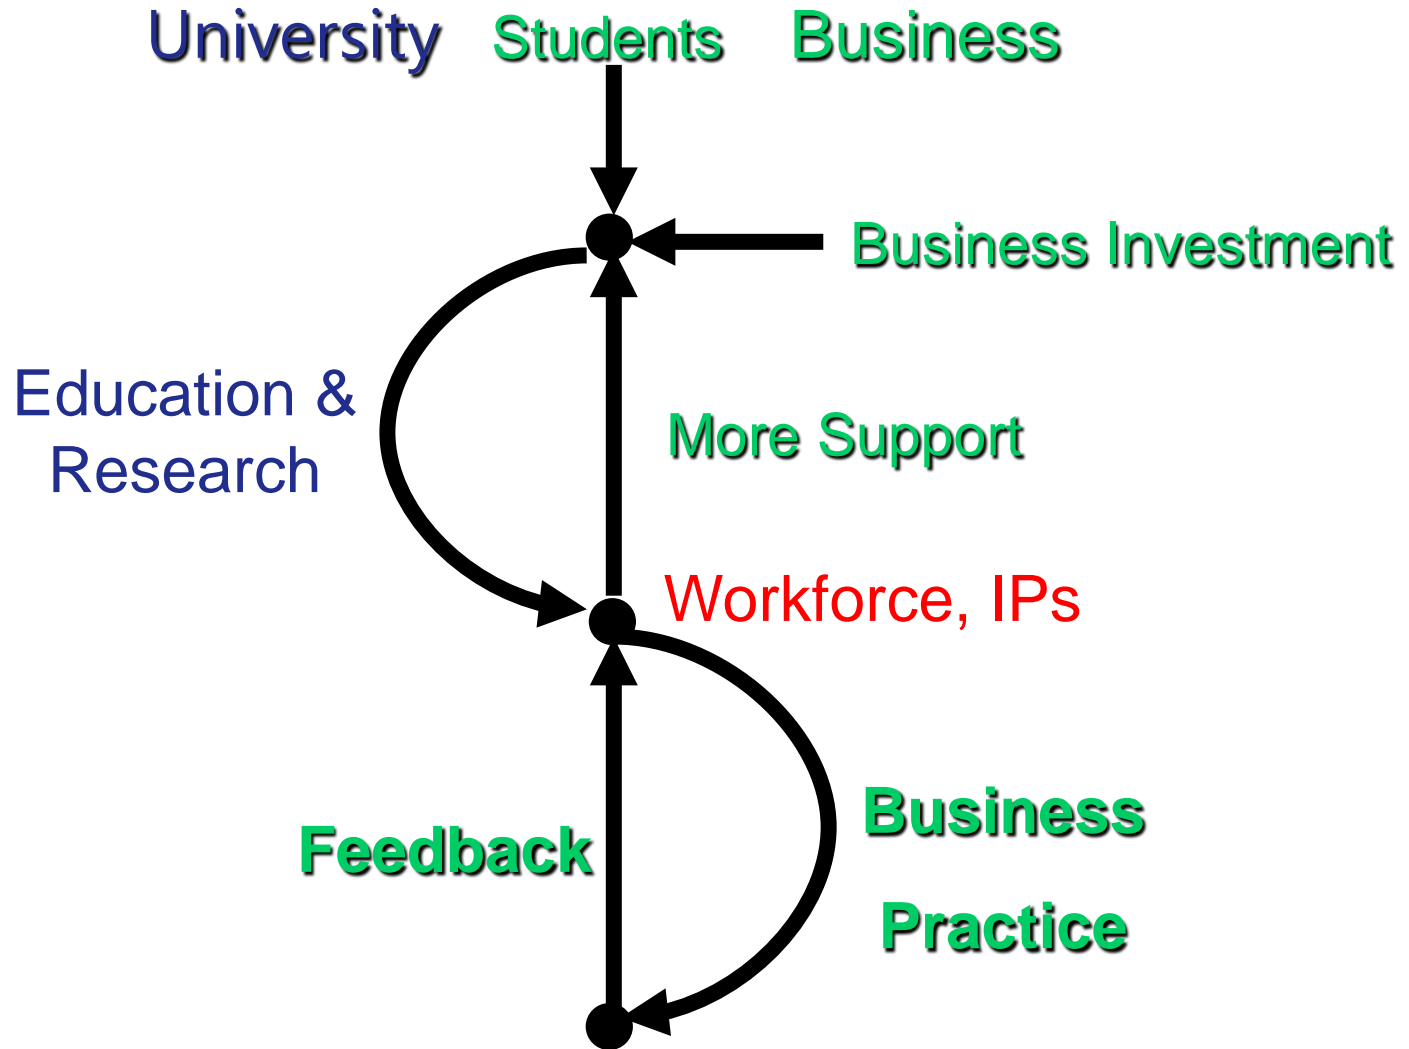 University Students Business
Business Investment
Education &
Research
More Support
Workforce, IPs
Business
Feedback
Practice